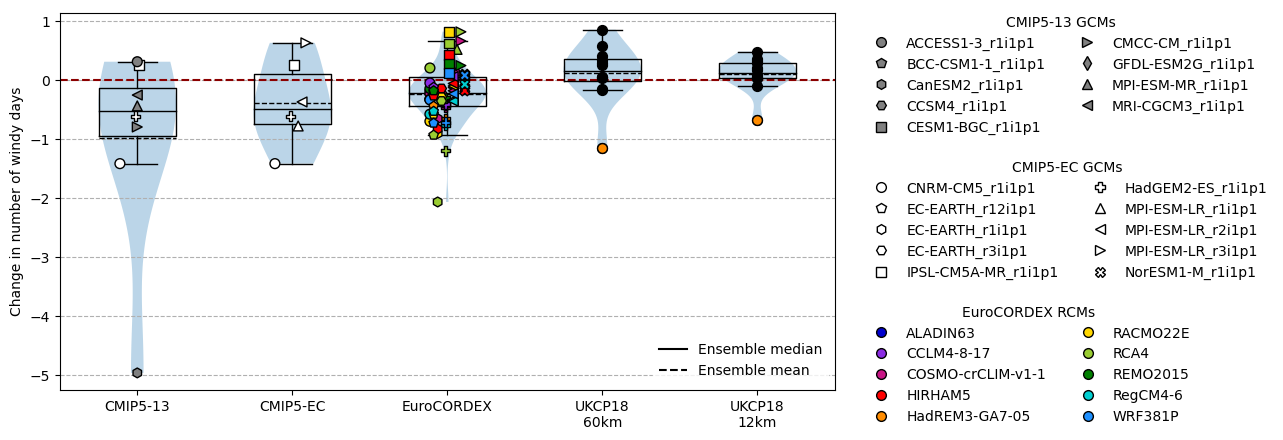 Change in number of windy days
1
0
−1
−2
−3
−4
−5
CMIP5-13
CMIP5-EC
EuroCORDEX
UKCP18
60km
UKCP18
12km
Ensemble median
Ensemble mean
CMIP5-13 GCMs
ACCESS1-3_r1i1p1
BCC-CSM1-1_r1i1p1
CanESM2_r1i1p1
CCSM4_r1i1p1
CESM1-BGC_r1i1p1
CMCC-CM_r1i1p1
GFDL-ESM2G_r1i1p1
MPI-ESM-MR_r1i1p1
MRI-CGCM3_r1i1p1
CMIP5-EC GCMs
CNRM-CM5_r1i1p1
EC-EARTH_r12i1p1
EC-EARTH_r1i1p1
EC-EARTH_r3i1p1
IPSL-CM5A-MR_r1i1p1
HadGEM2-ES_r1i1p1
MPI-ESM-LR_r1i1p1
MPI-ESM-LR_r2i1p1
MPI-ESM-LR_r3i1p1
NorESM1-M_r1i1p1
EuroCORDEX RCMs
ALADIN63
CCLM4-8-17
COSMO-crCLIM-v1-1
HIRHAM5
HadREM3-GA7-05
RACMO22E
RCA4
REMO2015
RegCM4-6
WRF381P